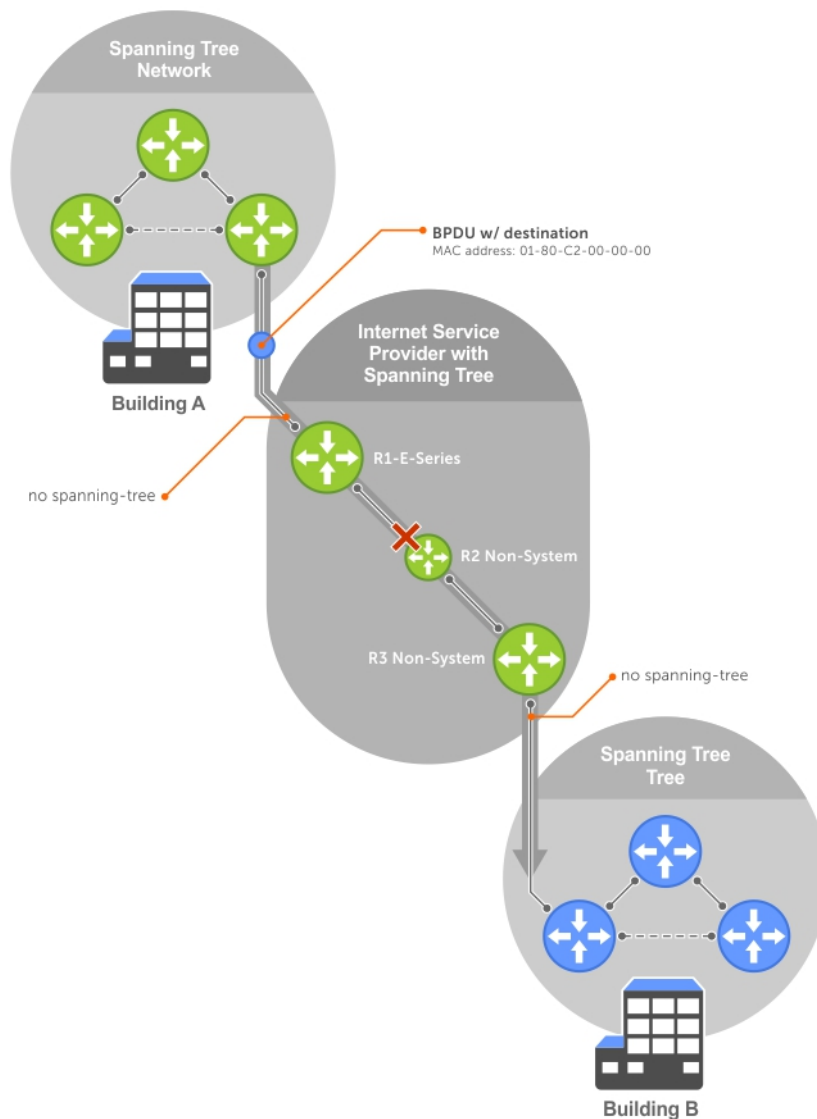 Spanning Tree
Network
BPDU w/ destination
MAC address: 01-80-C2-00-00-00
Internet Service
Provider with
Spanning Tree
Building A
R1-E-Series
no spanning-tree
R2 Non-System
R3 Non-System
no spanning-tree
Spanning Tree
Tree
Building B